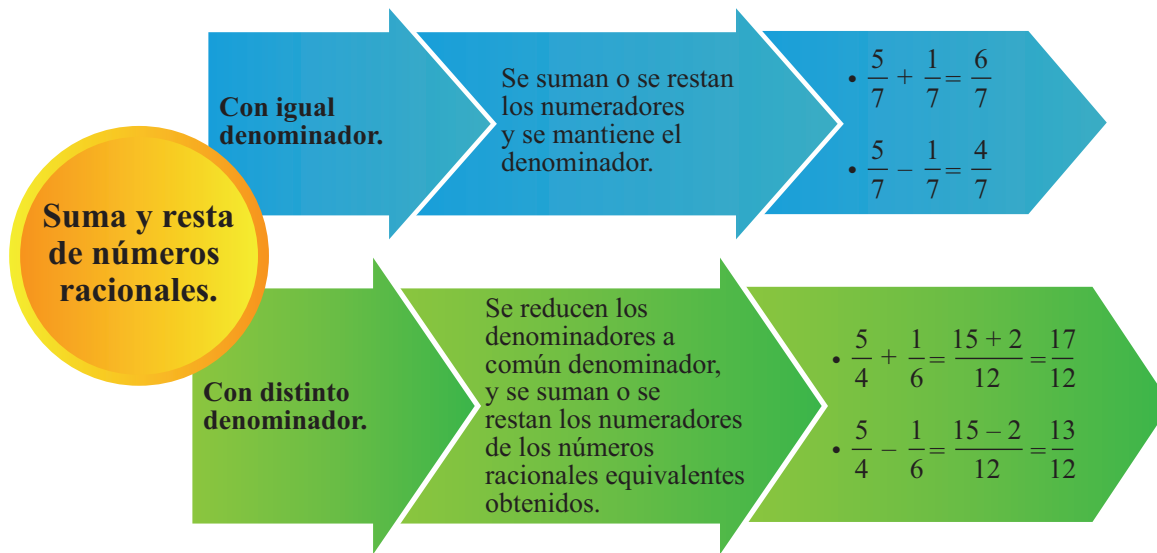 Suma y resta
de números
racionales.
Con igual
denominador.
Se suman o se restan
los numeradores
y se mantiene el
denominador.
• 5/7 + 1/7 = 6/7
• 5/7 − 1/7 = 4/7
Con distinto
denominador.
Se reducen los
denominadores a
común denominador,
y se suman o se
restan los numeradores
de los números
racionales equivalentes
obtenidos.
• 5/4 + 1/6 = (15 + 2)/12 = 17/12
• 5/4 − 1/6 = (15 − 2)/12 = 13/12